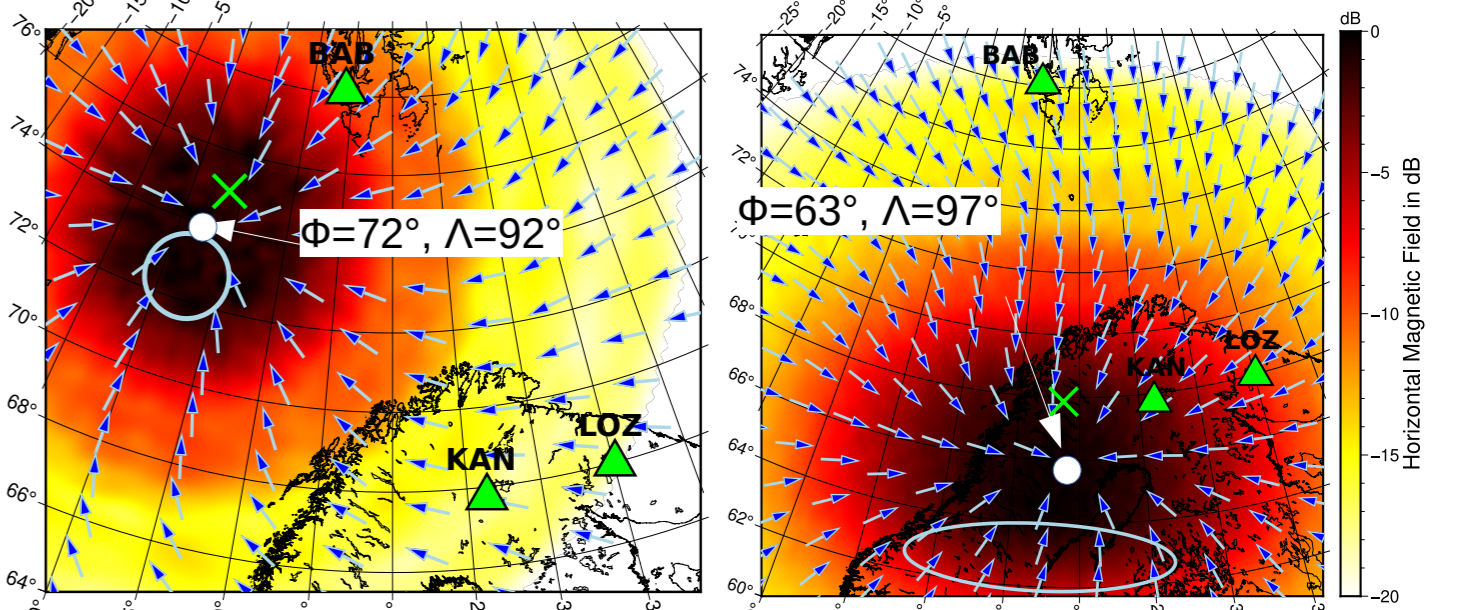 −20°
−15°
−10°
−5°
76°
74°
72°
70°
68°
66°
64°
BAB
Φ=72°, Λ=92°
LOZ
KAN
−25°
−20°
−15°
−10°
−5°
74°
72°
68°
66°
64°
62°
60°
BAB
Φ=63°, Λ=97°
LOZ
KAN
dB
0
−5
−10
−15
−20
Horizontal Magnetic Field in dB